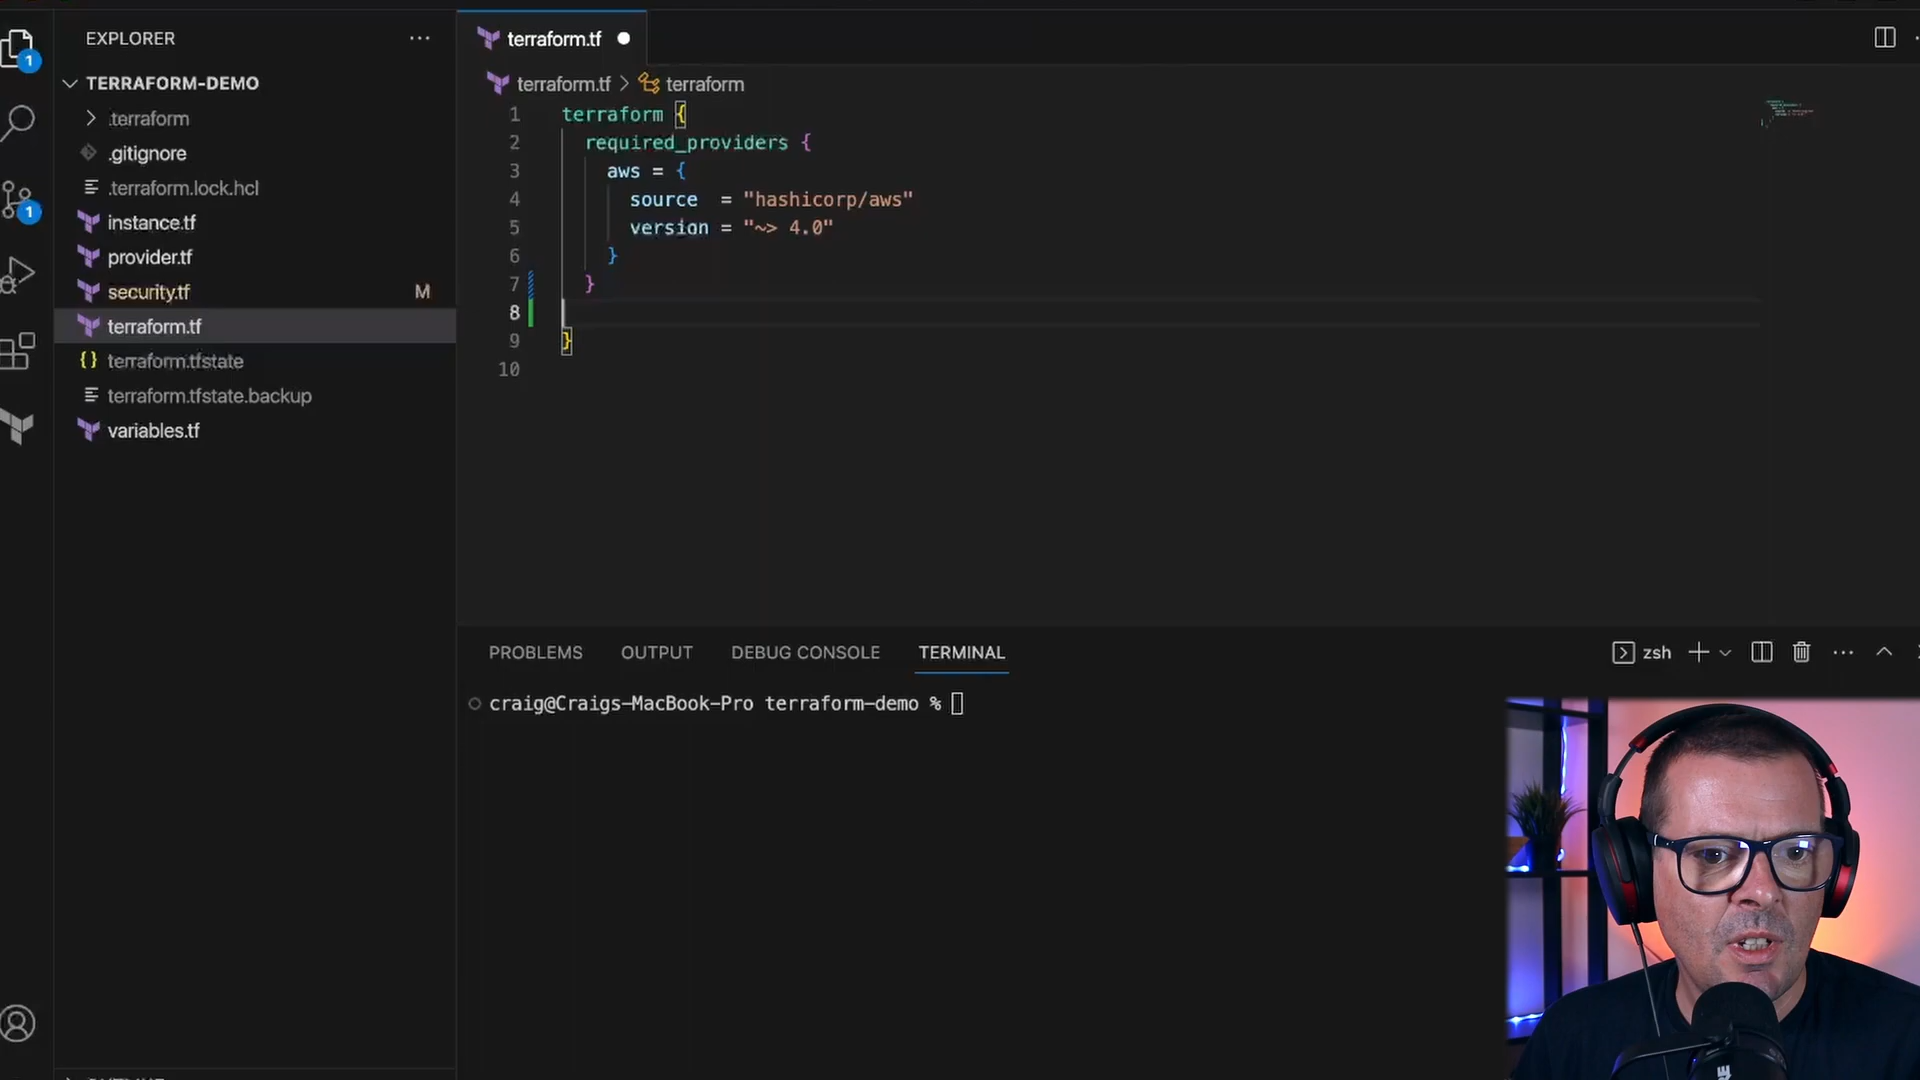 EXPLORER
TERRAFORM-DEMO
.terraform
.gitignore
.terraform.lock.hcl
instance.tf
provider.tf
security.tf M
terraform.tf
terraform.tfstate
terraform.tfstate.backup
variables.tf
1
1
terraform.tf
terraform.tf > terraform
1 terraform {
2 required_providers {
3 aws = {
4 source = "hashicorp/aws"
5 version = "~> 4.0"
6 }
7 }
8
9 }
10
PROBLEMS OUTPUT DEBUG CONSOLE TERMINAL
zsh
craig@Craigs-MacBook-Pro terraform-demo %